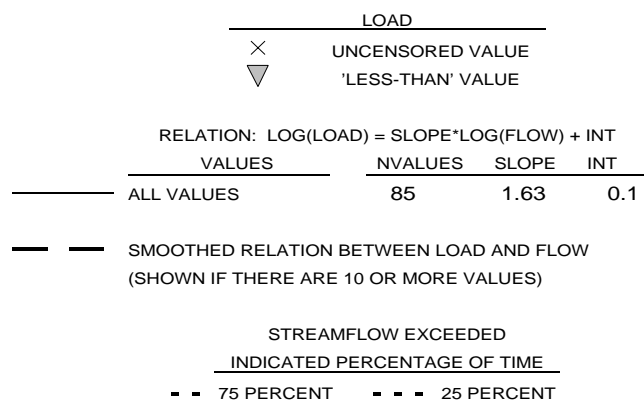 LOAD
UNCENSORED VALUE
'LESS-THAN' VALUE
RELATION: LOG(LOAD) = SLOPE*LOG(FLOW) + INT
VALUES NVALUES SLOPE INT
ALL VALUES 85 1.63 0.1
SMOOTHED RELATION BETWEEN LOAD AND FLOW
(SHOWN IF THERE ARE 10 OR MORE VALUES)
STREAMFLOW EXCEEDED
INDICATED PERCENTAGE OF TIME
75 PERCENT 25 PERCENT